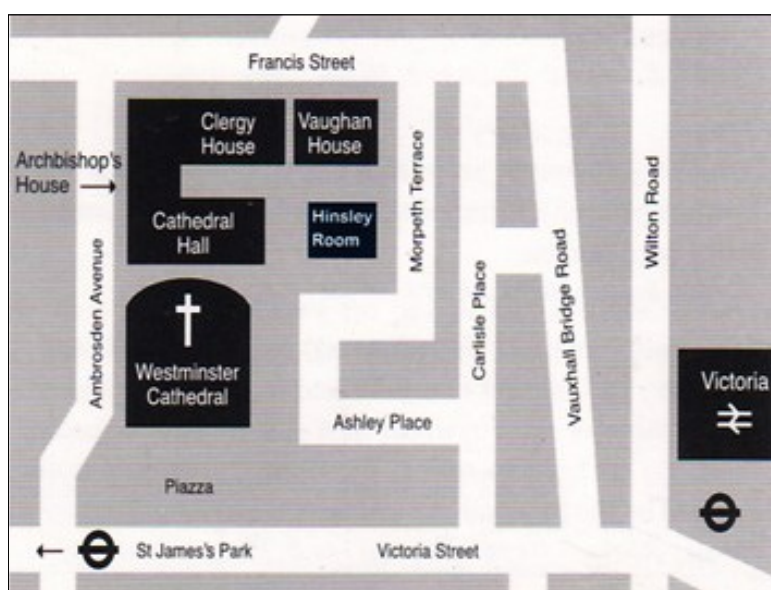 Francis Street
Clergy
House
Vaughan
House
Archbishop's
House
Cathedral
Hall
Hinsley
Room
Morpeth Terrace
Carlisle Place
Vauxhall Bridge Road
Wilton Road
Ambrosden Avenue
Westminster
Cathedral
Victoria
Ashley Place
Piazza
St James's Park
Victoria Street